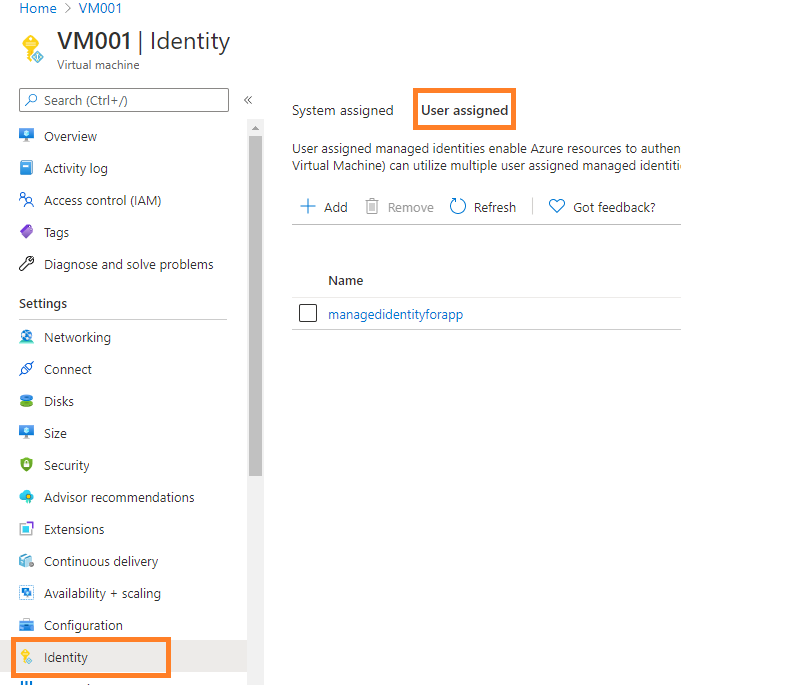 Home > VM001
VM001 | Identity
Virtual machine
Search (Ctrl+/)
«
Overview
Activity log
Access control (IAM)
Tags
Diagnose and solve problems
Settings
Networking
Connect
Disks
Size
Security
Advisor recommendations
Extensions
Continuous delivery
Availability + scaling
Configuration
Identity
System assigned
User assigned
User assigned managed identities enable Azure resources to authen
Virtual Machine) can utilize multiple user assigned managed identiti
Add Remove Refresh Got feedback?
Name
managedidentityforapp